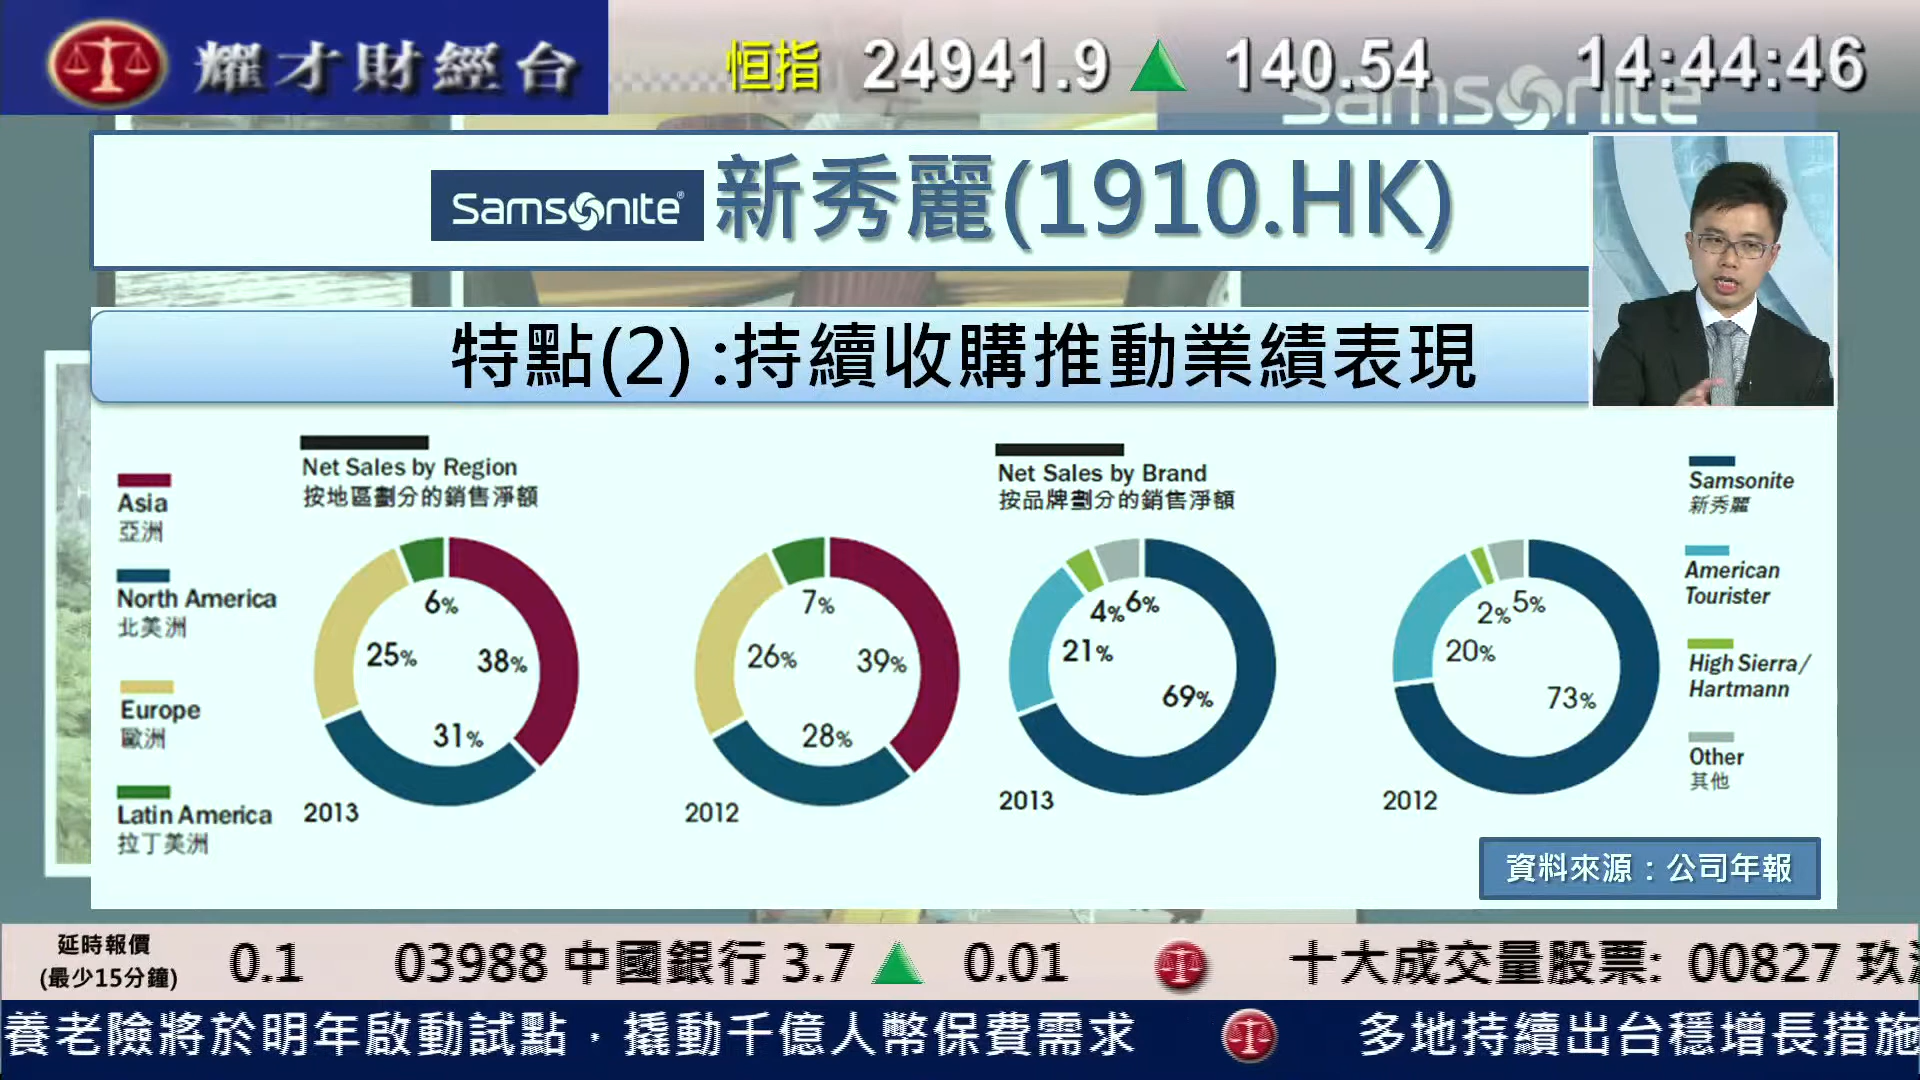 耀才財經台
恒指 24941.9 140.54 14:44:46
Samsonite
Samsonite 新秀麗(1910.HK)
特點(2) :持續收購推動業績表現
Asia
亞洲
North America
北美洲
Europe
歐洲
Latin America
拉丁美洲
Net Sales by Region
按地區劃分的銷售淨額
6%
25%
38%
31%
2013
7%
26%
39%
28%
2012
Net Sales by Brand
按品牌劃分的銷售淨額
4%
6%
21%
69%
2013
2%
5%
20%
73%
2012
Samsonite
新秀麗
American
Tourister
High Sierra/
Hartmann
Other
其他
資料來源：公司年報
延時報價
(最少15分鐘)
0.1 03988 中國銀行 3.7 0.01 十大成交量股票: 00827 玖
養老險將於明年啟動試點，撬動千億人幣保費需求 多地持續出台穩增長措施